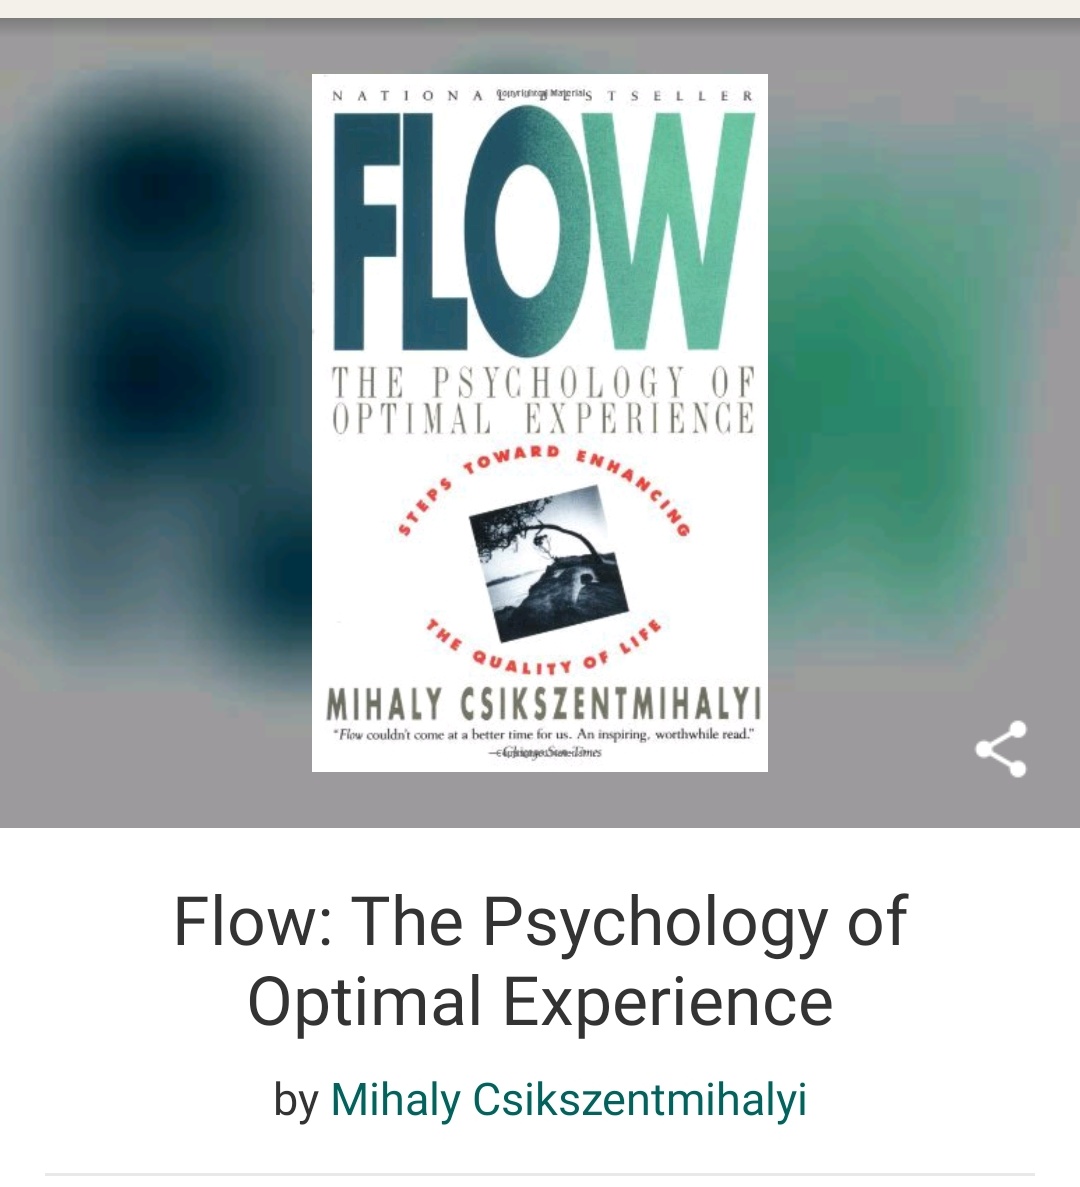 NATIONAL BESTSELLER
Copyrighted Material
FLOW
THE PSYCHOLOGY OF
OPTIMAL EXPERIENCE
STEPS TOWARD ENHANCING
THE QUALITY OF LIFE
MIHALY CSIKSZENTMIHALYI
"Flow couldn't come at a better time for us. An inspiring, worthwhile read."
—Chicago Sun-Times
Flow: The Psychology of
Optimal Experience
by Mihaly Csikszentmihalyi